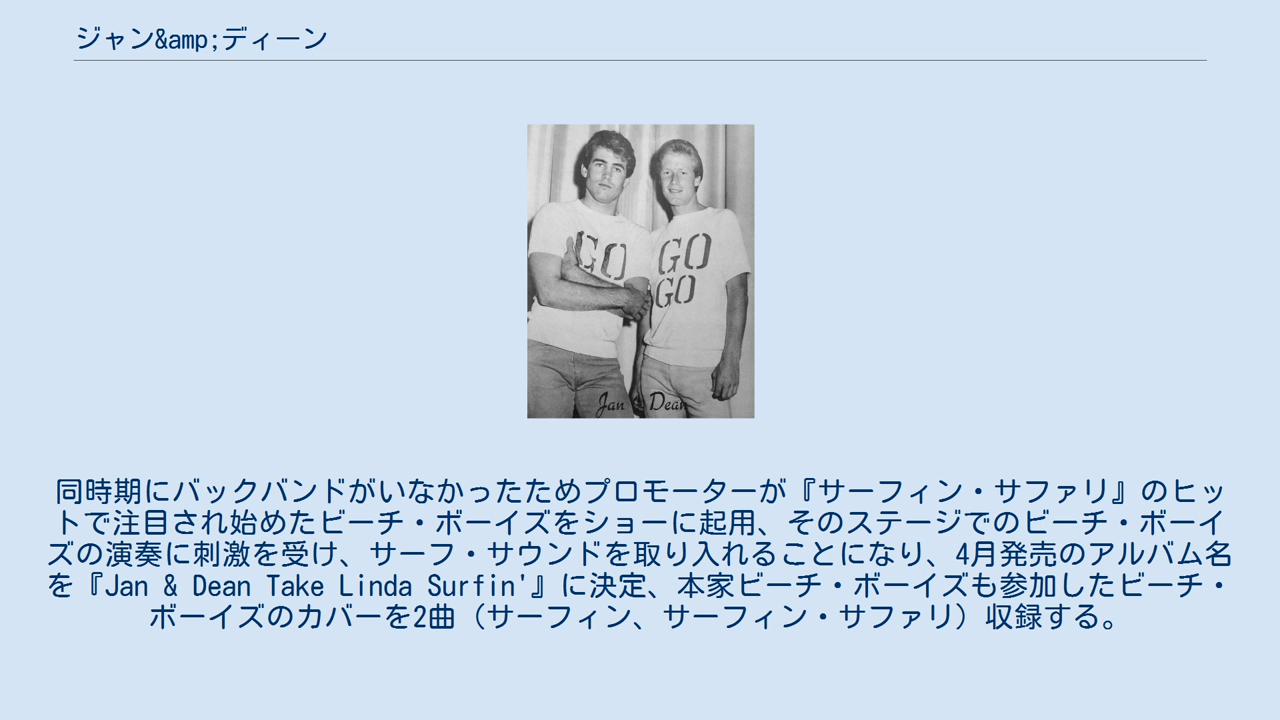 ジャン&amp;ディーン
GO
GO
GO
Jan & Dean
同時期にバックバンドがいなかったためプロモーターが『サーフィン・サファリ』のヒッ
トで注目され始めたビーチ・ボーイズをショーに起用、そのステージでのビーチ・ボーイ
ズの演奏に刺激を受け、サーフ・サウンドを取り入れることになり、4月発売のアルバム名
を『Jan & Dean Take Linda Surfin'』に決定、本家ビーチ・ボーイズも参加したビーチ・
ボーイズのカバーを2曲（サーフィン、サーフィン・サファリ）収録する。